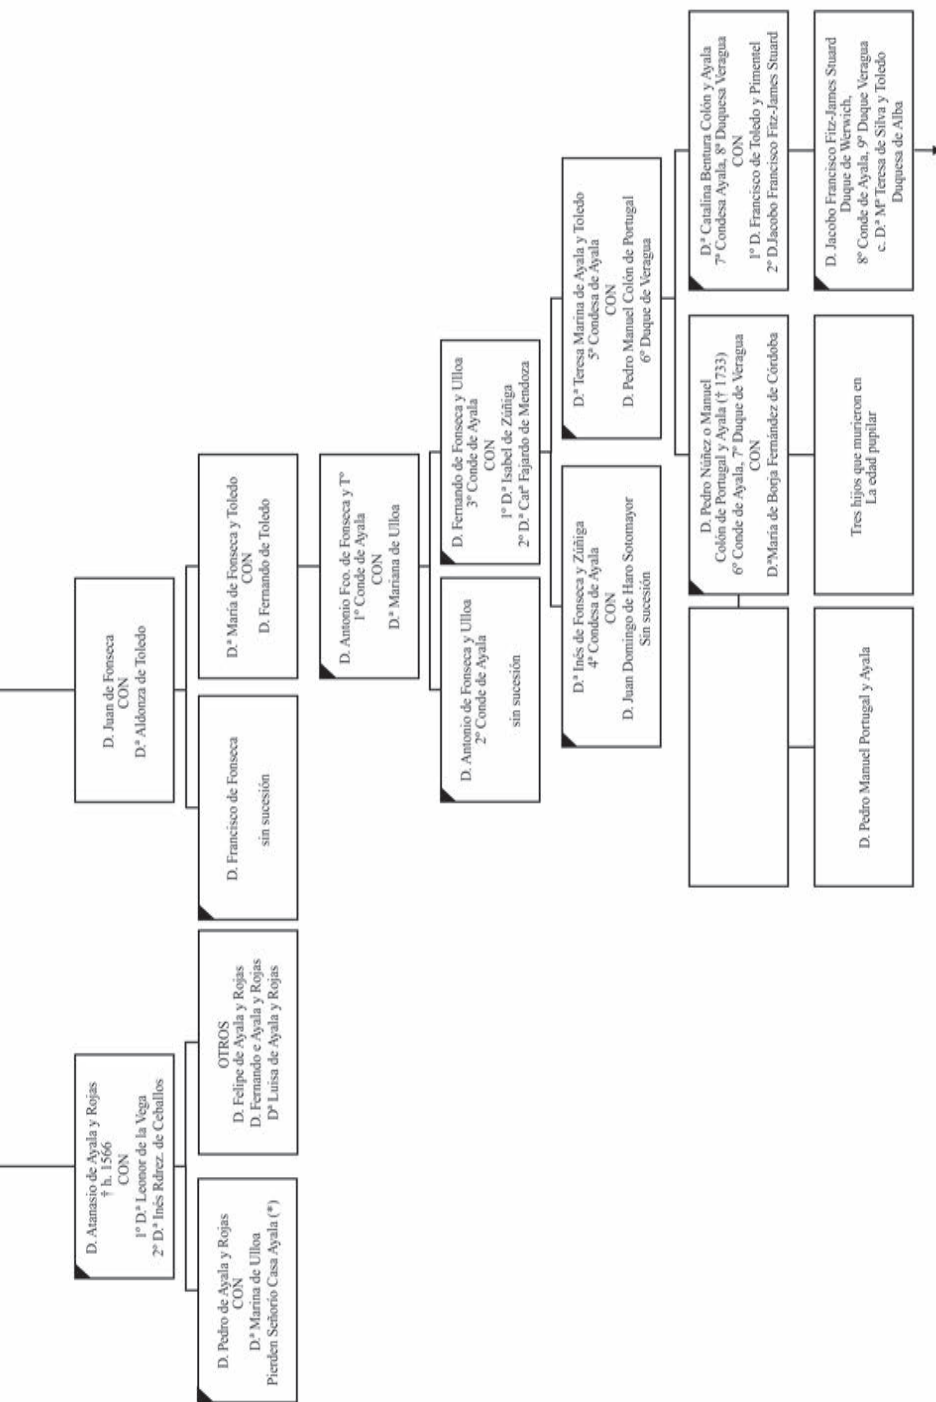 D. Atanasio de Ayala y Rojas
† h. 1566
CON
1º D.ª Leonor de la Vega
2º D.ª Inés Rdrez. de Ceballos
D. Juan de Fonseca
CON
D.ª Aldonza de Toledo
D. Pedro de Ayala y Rojas
CON
D.ª Marina de Ulloa
Pierden Señorío Casa Ayala (*)
OTROS
D. Felipe de Ayala y Rojas
D. Fernando e Ayala y Rojas
Dª Luisa de Ayala y Rojas
D. Francisco de Fonseca
sin sucesión
D.ª María de Fonseca y Toledo
CON
D. Fernando de Toledo
D. Antonio Fco. de Fonseca y Tº
1º Conde de Ayala
CON
D.ª Mariana de Ulloa
D. Antonio de Fonseca y Ulloa
2º Conde de Ayala
sin sucesión
D. Fernando de Fonseca y Ulloa
3º Conde de Ayala
CON
1º D.ª Isabel de Zúñiga
2º D.ª Catª Fajardo de Mendoza
D.ª Inés de Fonseca y Zúñiga
4ª Condesa de Ayala
CON
D. Juan Domingo de Haro Sotomayor
Sin sucesión
D.ª Teresa Marina de Ayala y Toledo
5ª Condesa de Ayala
CON
D. Pedro Manuel Colón de Portugal
6º Duque de Veragua
D. Pedro Núñez o Manuel
Colón de Portugal y Ayala († 1733)
6º Conde de Ayala, 7º Duque de Veragua
CON
D.ªMaría de Borja Fernández de Córdoba
D.ª Catalina Bentura Colón y Ayala
7ª Condesa Ayala, 8ª Duquesa Veragua
CON
1º D. Francisco de Toledo y Pimentel
2º D.Jacobo Francisco Fitz-James Stuard
D. Pedro Manuel Portugal y Ayala
Tres hijos que murieron en
La edad pupilar
D. Jacobo Francisco Fitz-James Stuard
Duque de Werwich,
8º Conde de Ayala, 9º Duque Veragua
c. D.ª Mª Teresa de Silva y Toledo
Duquesa de Alba